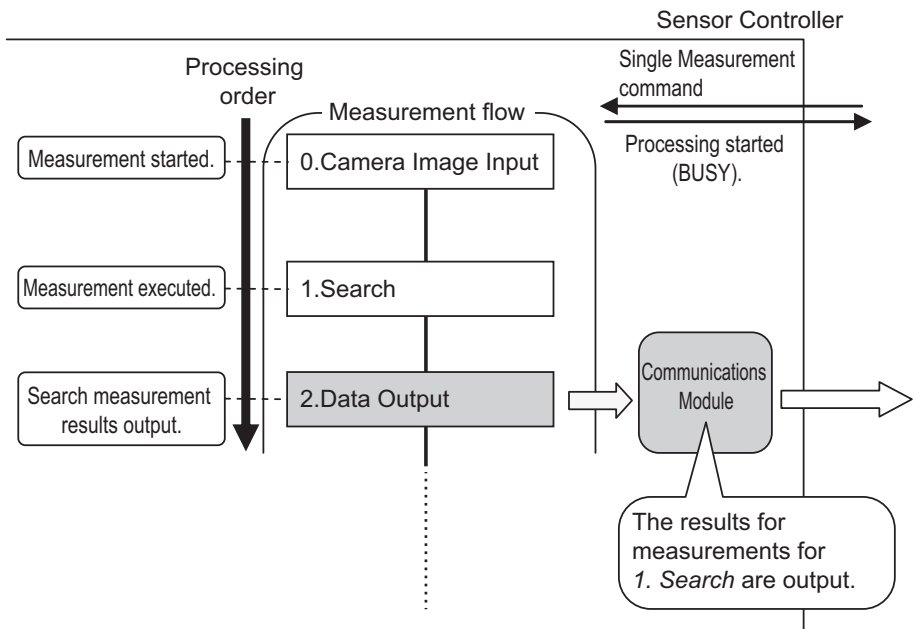 Sensor Controller
Processing
order
Single Measurement
command
Measurement flow
Processing started
(BUSY).
Measurement started.
0.Camera Image Input
Measurement executed.
1.Search
Search measurement
results output.
2.Data Output
Communications
Module
The results for
measurements for
1. Search are output.